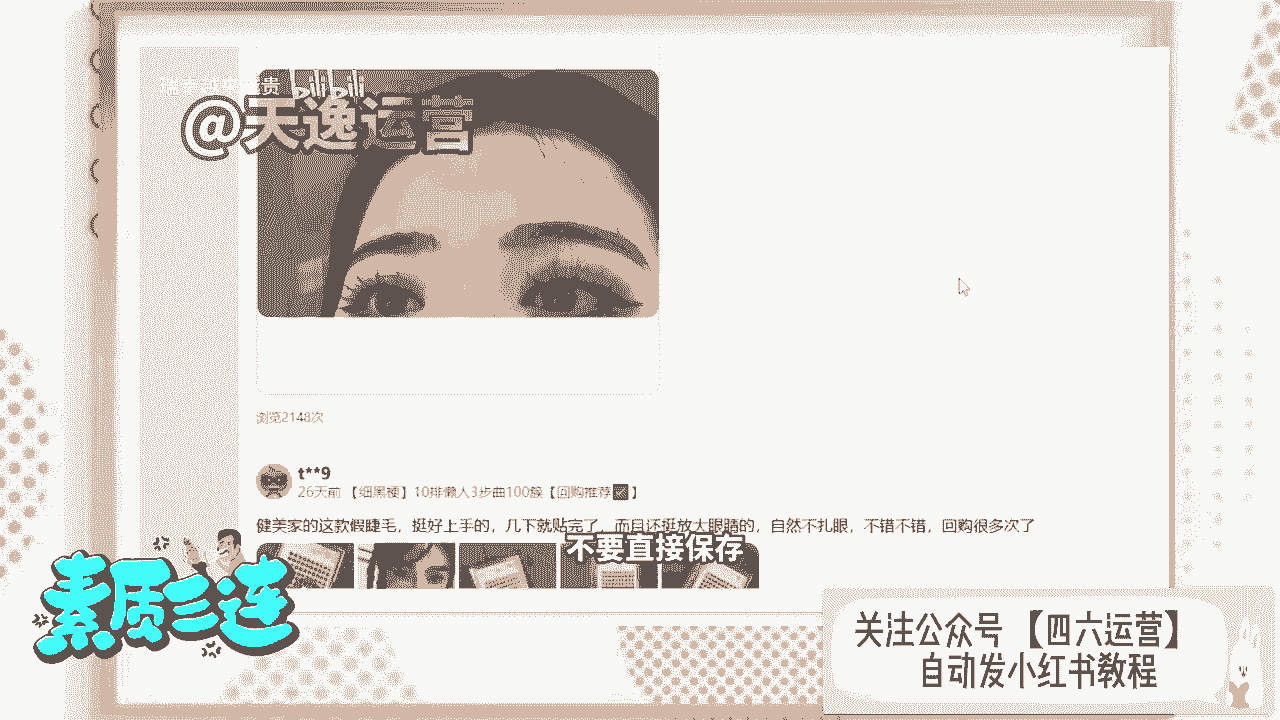 bilibili
@天逸运营
浏览2148次
t**9
26天前 【细黑梗】10排懒人3步曲100簇【回购推荐】
健美家的这款假睫毛，挺好上手的，几下就贴完了，而且还挺放大眼睛的，自然不扎眼，不错不错，回购很多次了
不要直接保存
素质三连
关注公众号【四六运营】
自动发小红书教程